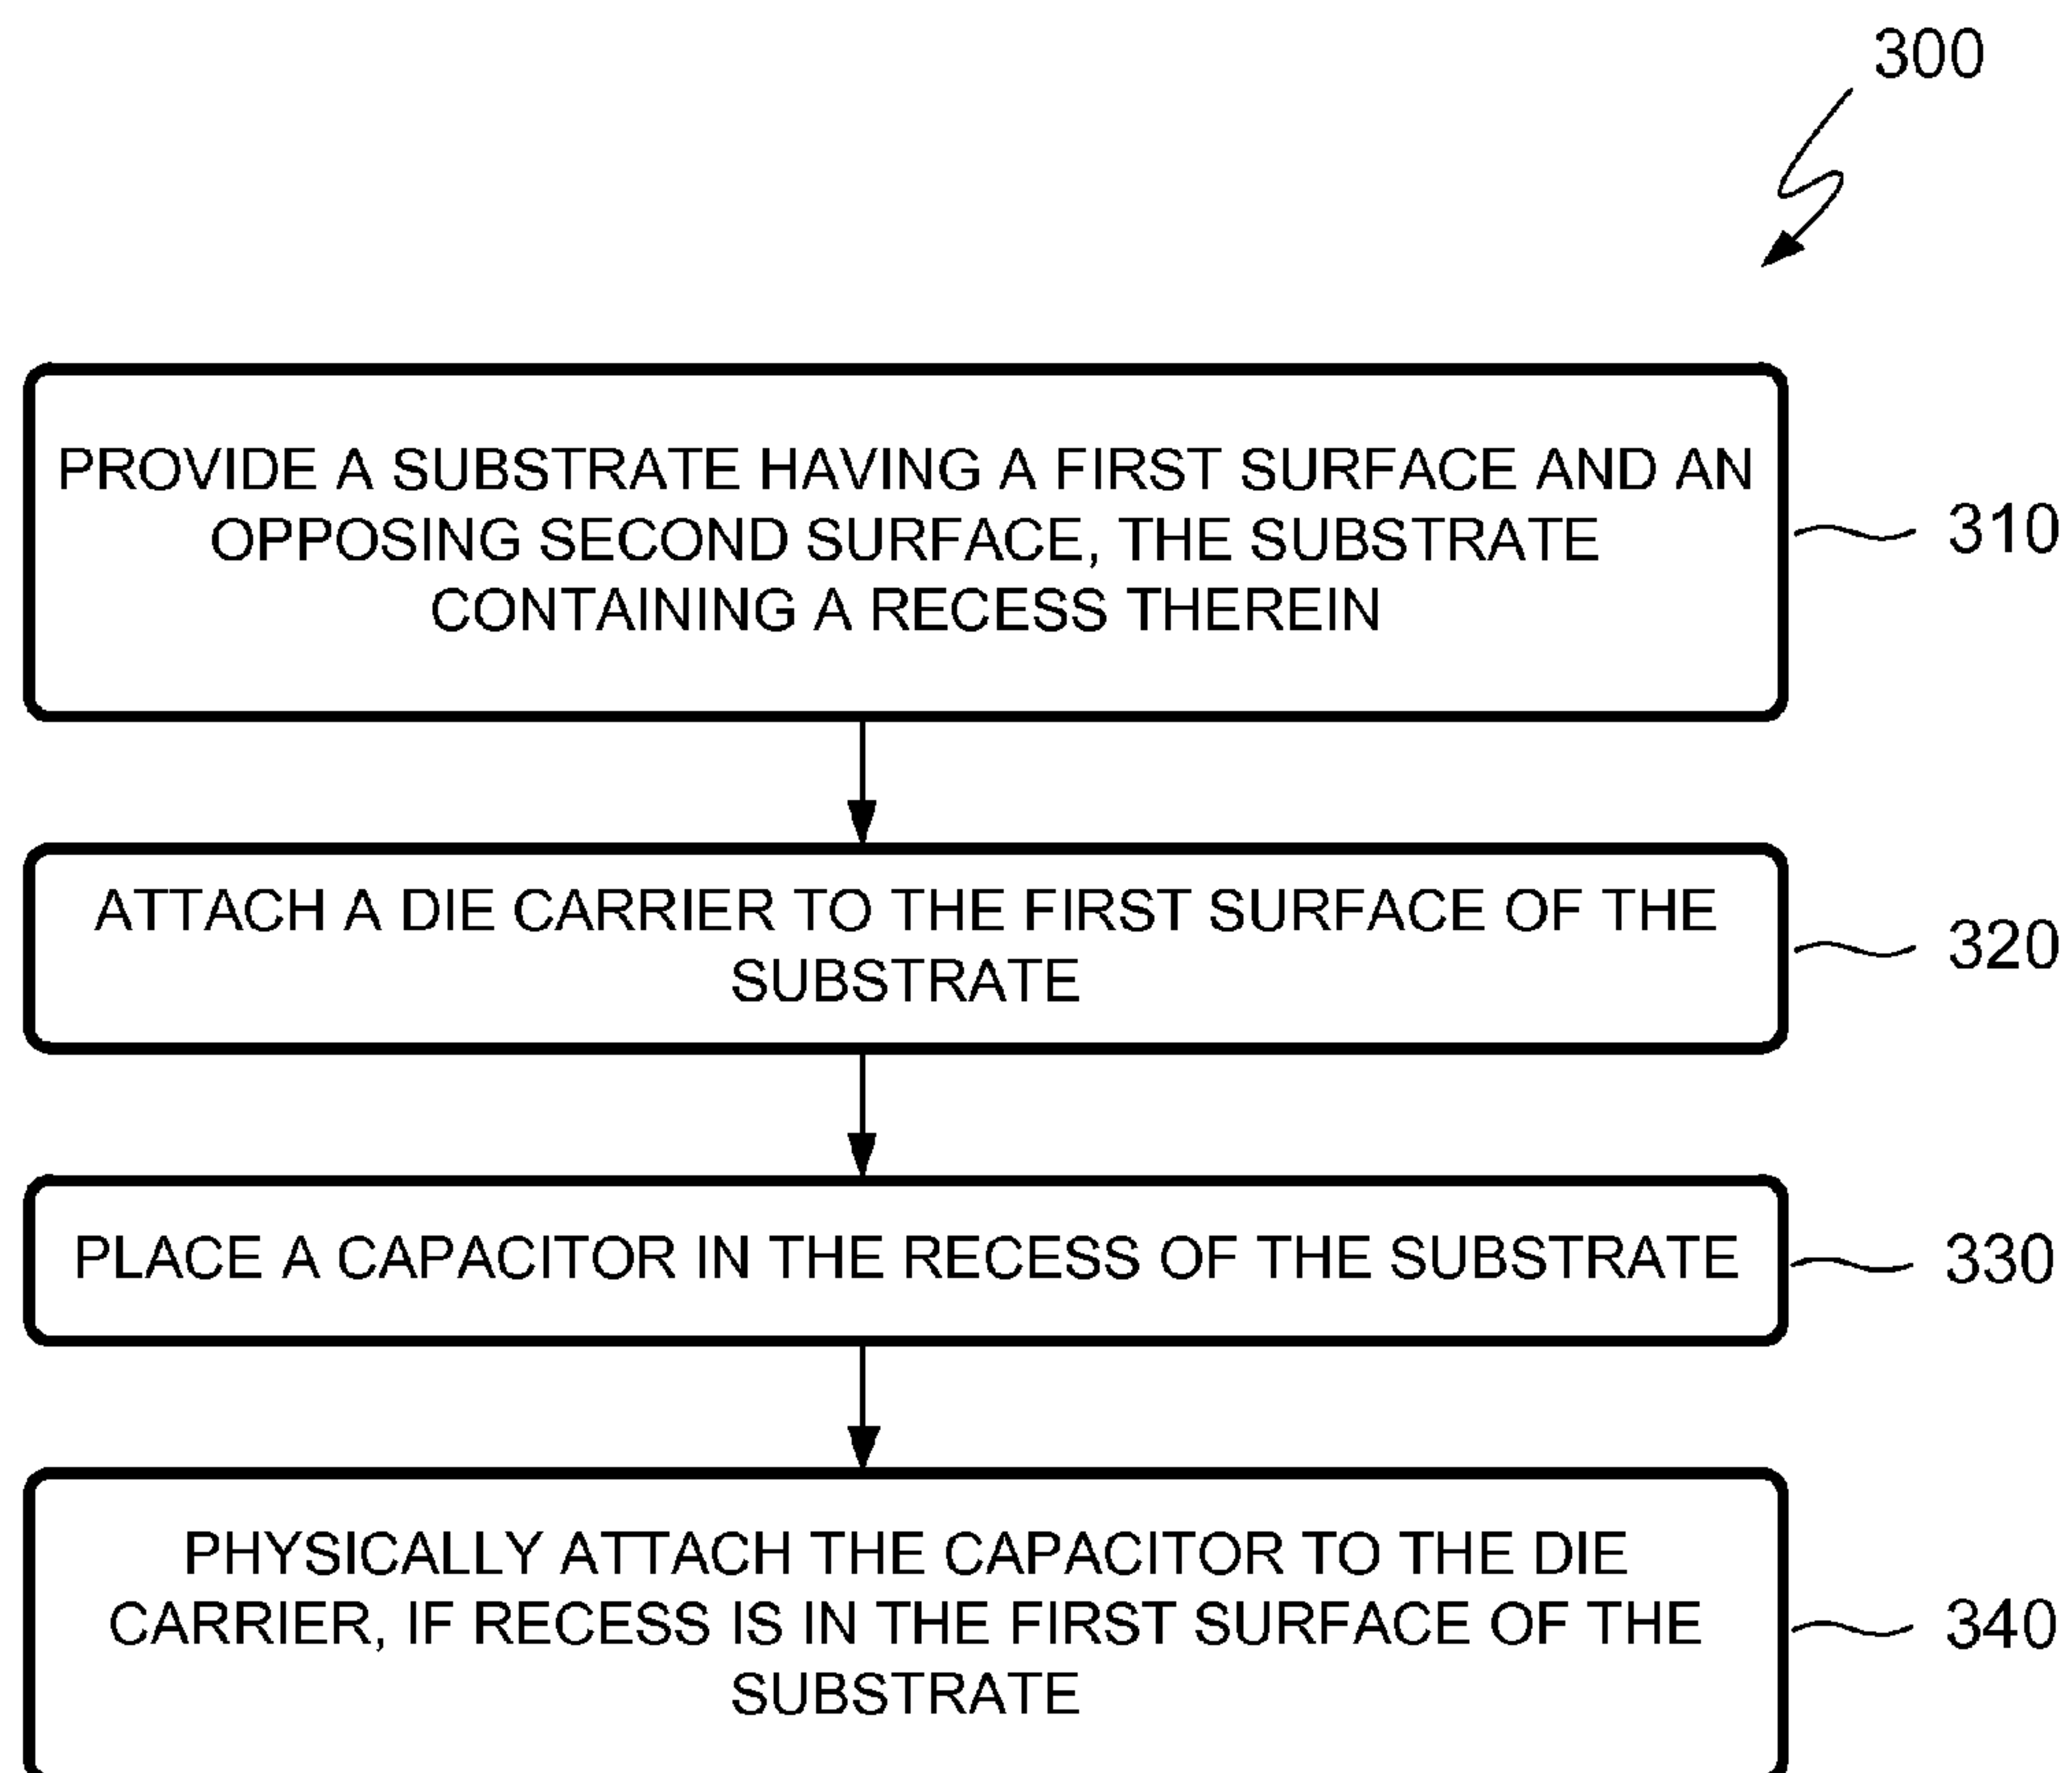 300
PROVIDE A SUBSTRATE HAVING A FIRST SURFACE AND AN
OPPOSING SECOND SURFACE, THE SUBSTRATE
CONTAINING A RECESS THEREIN
310
ATTACH A DIE CARRIER TO THE FIRST SURFACE OF THE
SUBSTRATE
320
PLACE A CAPACITOR IN THE RECESS OF THE SUBSTRATE
330
PHYSICALLY ATTACH THE CAPACITOR TO THE DIE
CARRIER, IF RECESS IS IN THE FIRST SURFACE OF THE
SUBSTRATE
340